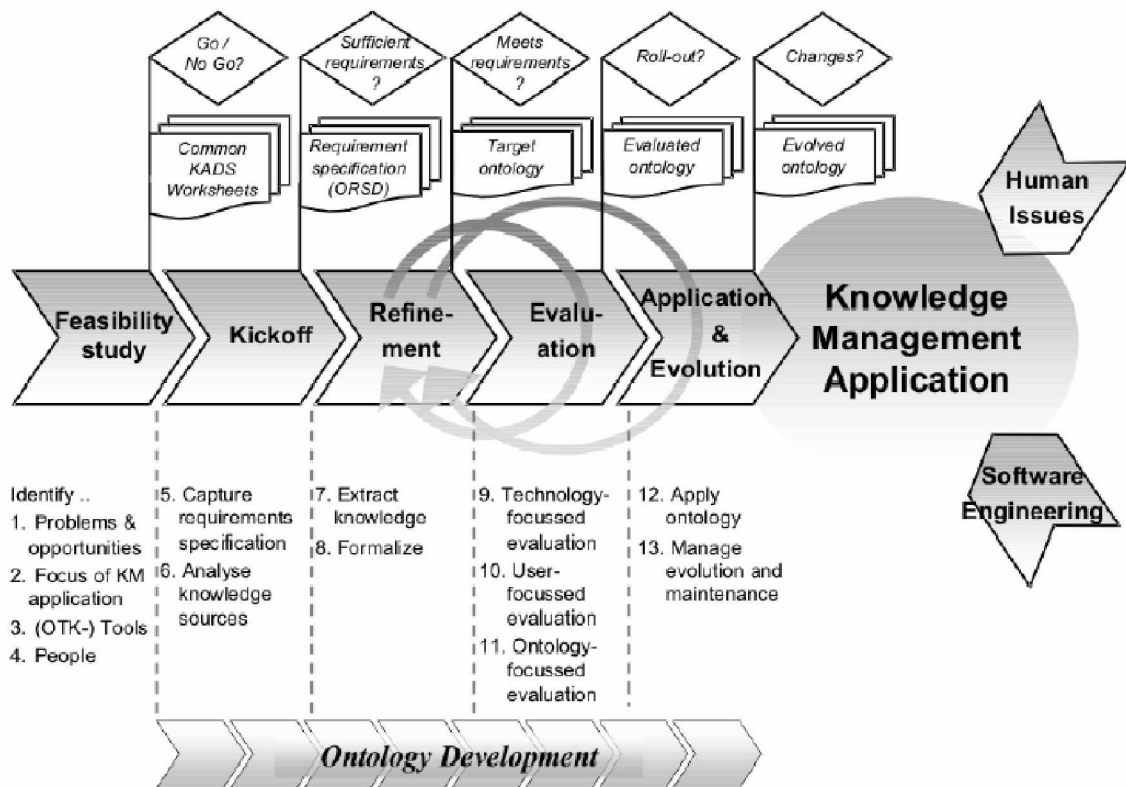 Go /
No Go?
Sufficient
requirements
?
Meets
requirements
?
Roll-out?
Changes?
Common
KADS
Worksheets
Requirement
specification
(ORSD)
Target
ontology
Evaluated
ontology
Evolved
ontology
Human
Issues
Feasibility
study
Kickoff
Refine-
ment
Evalu-
ation
Application
&
Evolution
Knowledge
Management
Application
Software
Engineering
Identify ..
1. Problems &
opportunities
2. Focus of KM
application
3. (OTK-) Tools
4. People
5. Capture
requirements
specification
6. Analyse
knowledge
sources
7. Extract
knowledge
8. Formalize
9. Technology-
focussed
evaluation
10. User-
focussed
evaluation
11. Ontology-
focussed
evaluation
12. Apply
ontology
13. Manage
evolution and
maintenance
Ontology Development